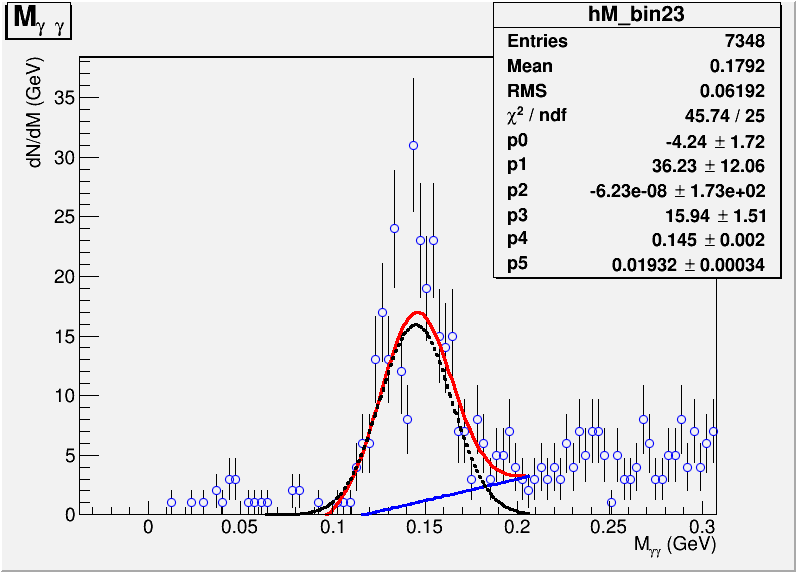 M γ γ
hM_bin23
Entries 7348
Mean 0.1792
RMS 0.06192
χ² / ndf 45.74 / 25
p0 -4.24 ± 1.72
p1 36.23 ± 12.06
p2 -6.23e-08 ± 1.73e+02
p3 15.94 ± 1.51
p4 0.145 ± 0.002
p5 0.01932 ± 0.00034
dN/dM (GeV)
35
30
25
20
15
10
5
0
0 0.05 0.1 0.15 0.2 0.25 0.3
Mγγ (GeV)